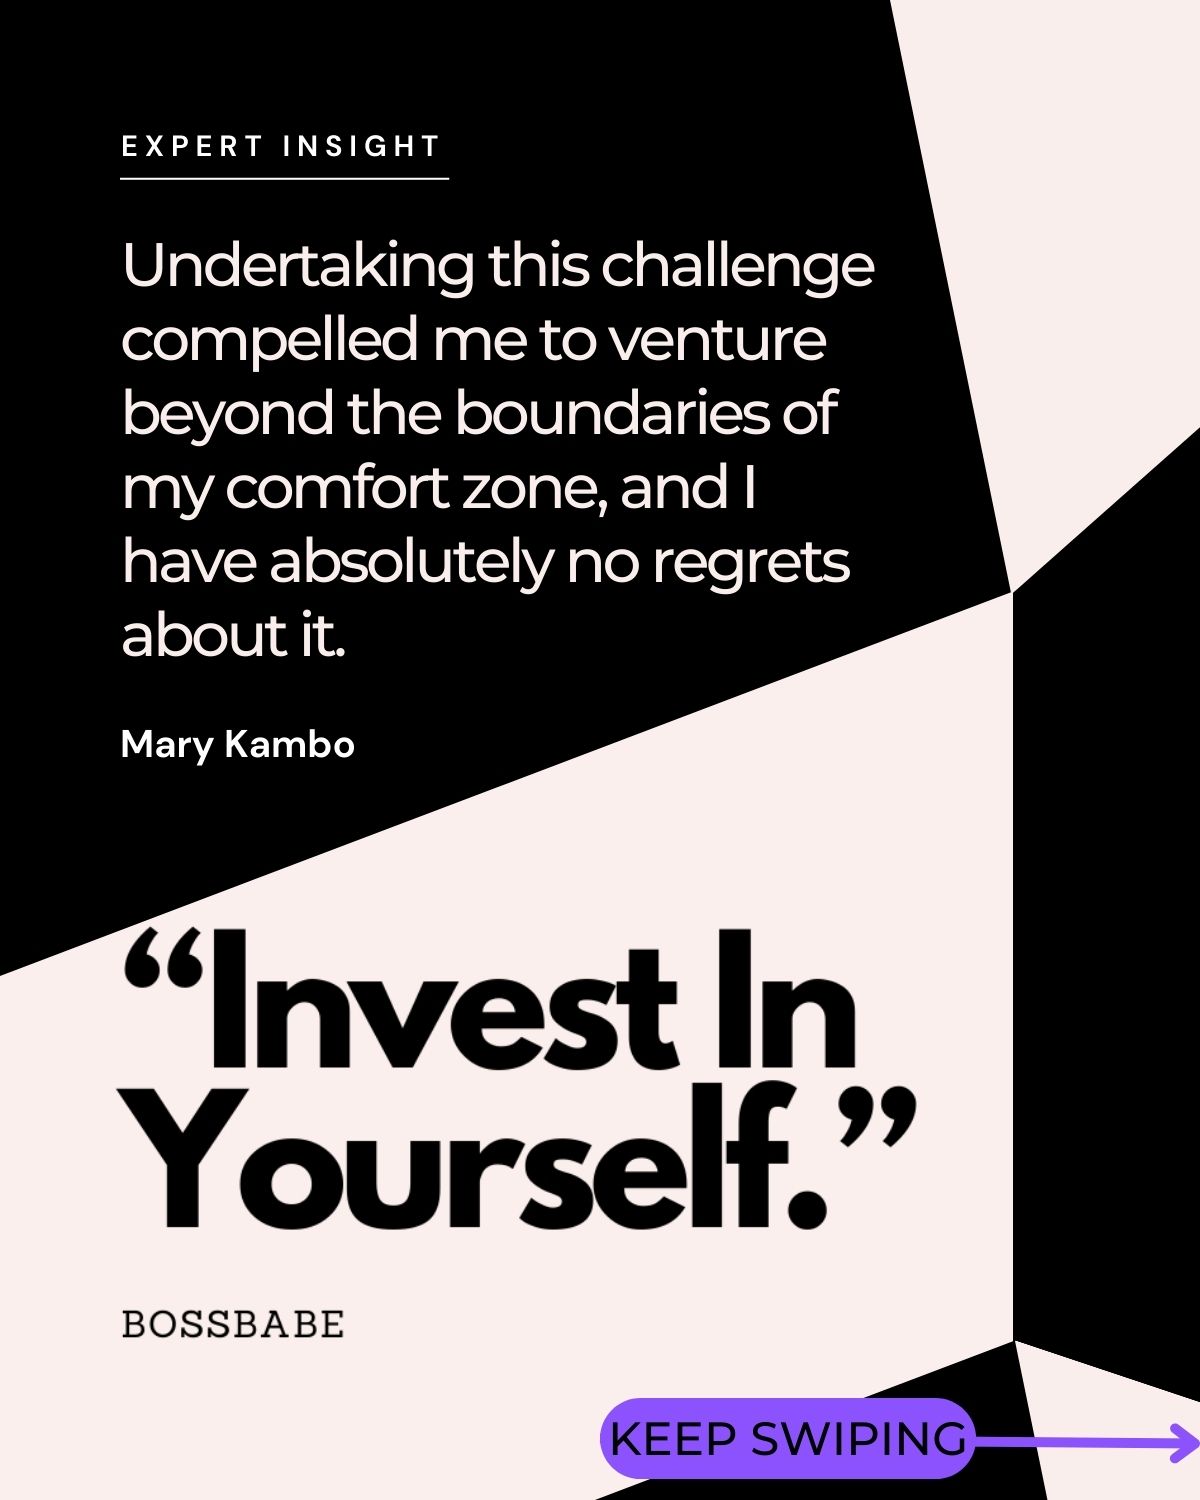 EXPERT INSIGHT
Undertaking this challenge
compelled me to venture
beyond the boundaries of
my comfort zone, and I
have absolutely no regrets
about it.
Mary Kambo
“Invest In
Yourself.”
BOSSBABE
KEEP SWIPING